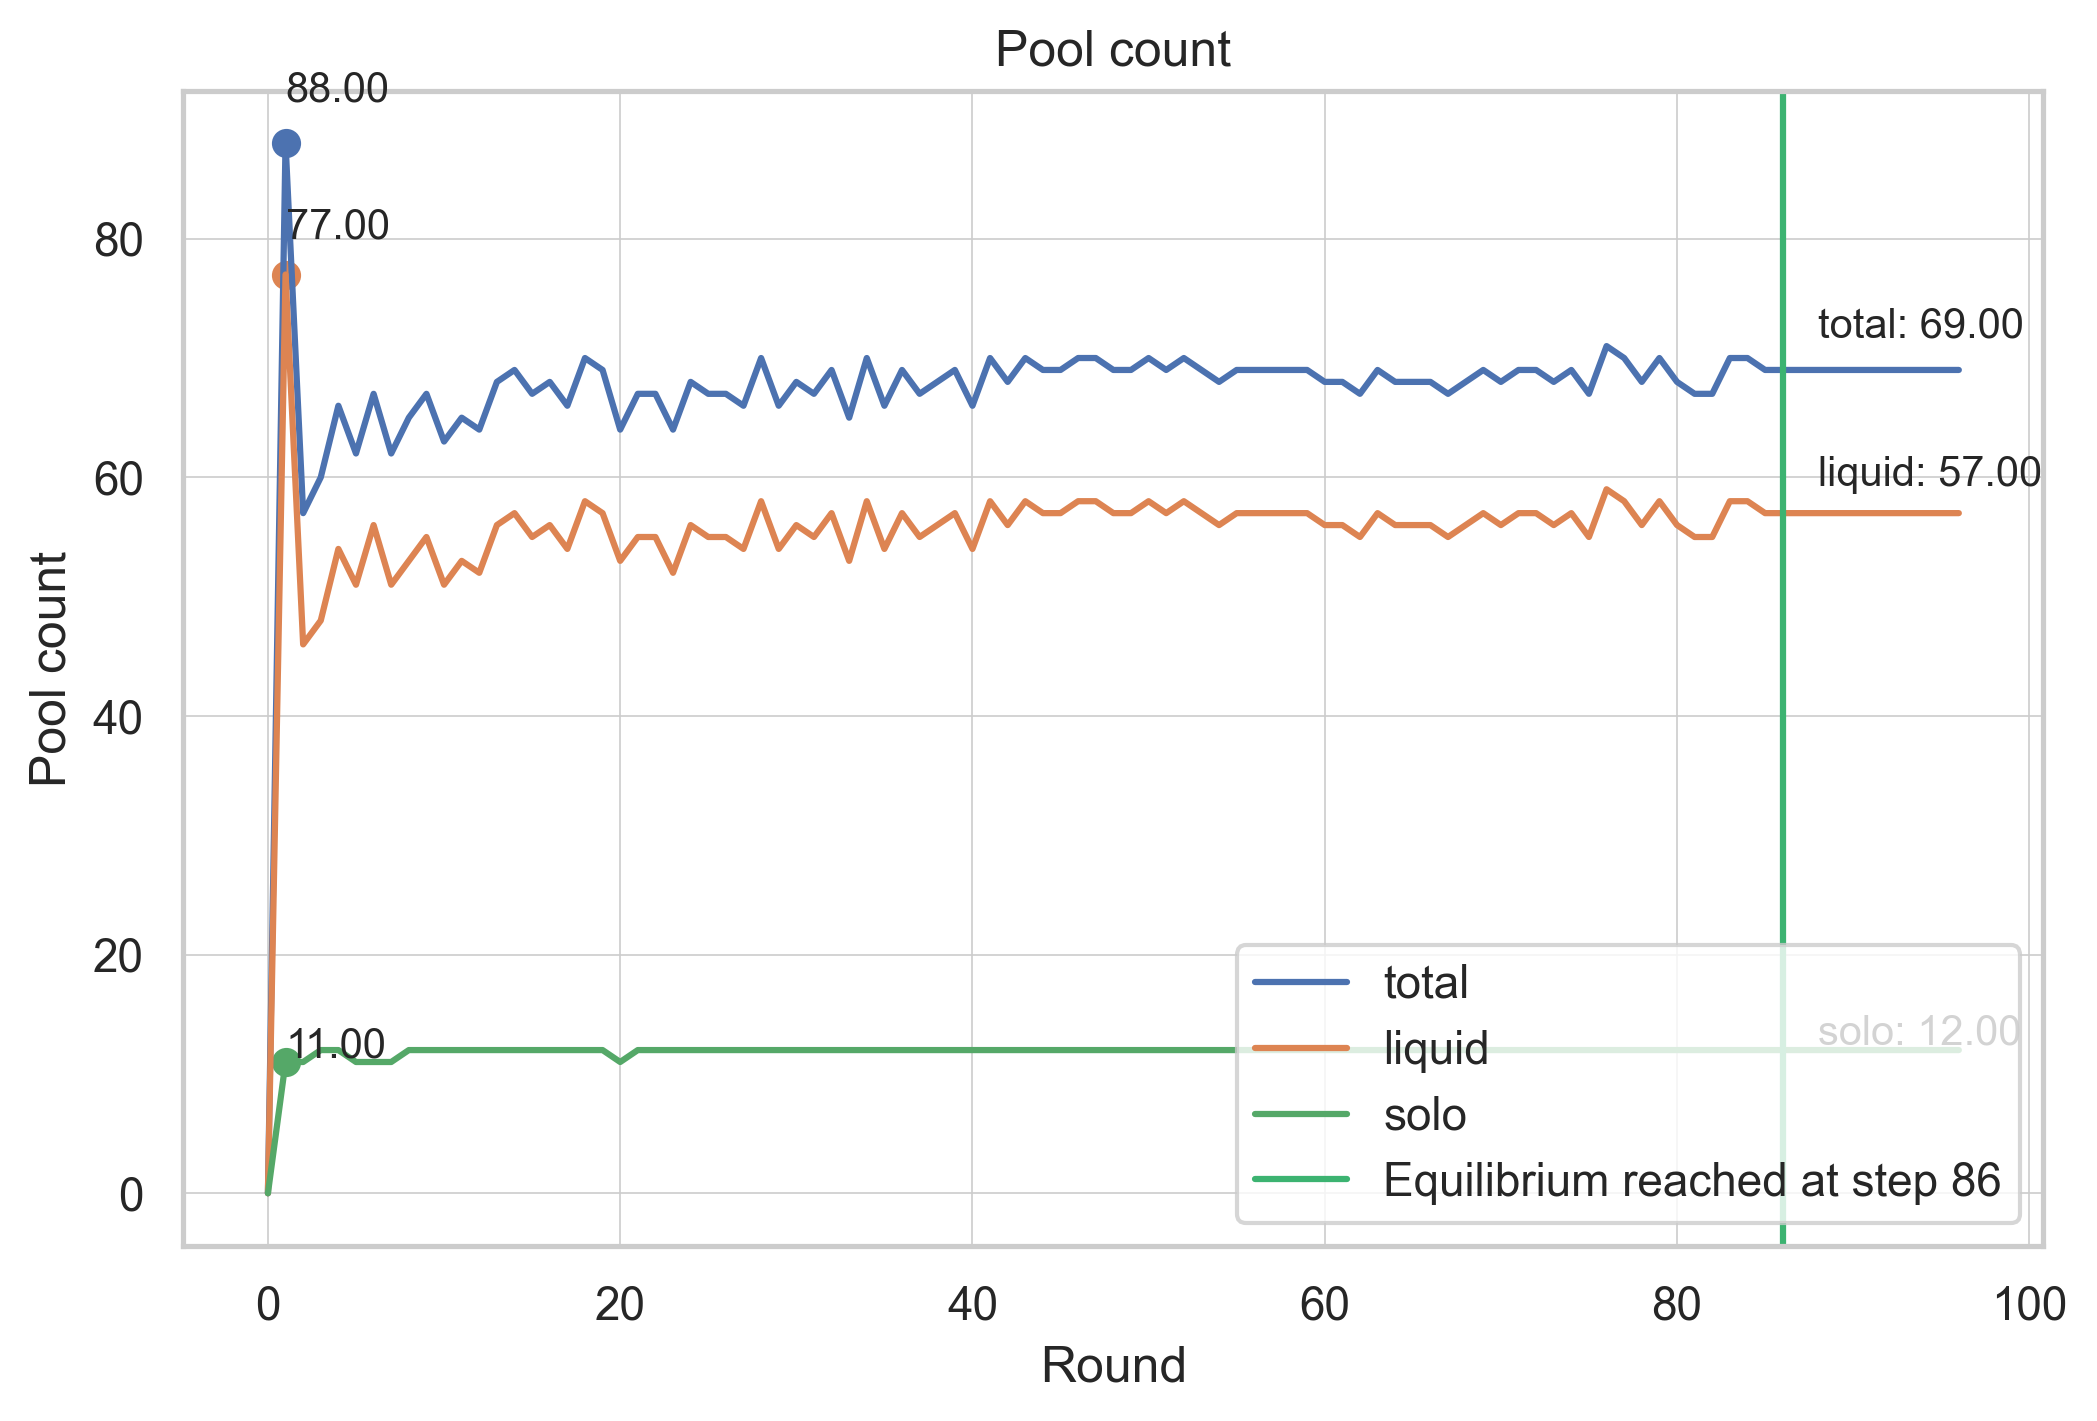 Pool count
88.00
77.00
80
total: 69.00
60
liquid: 57.00
Pool count
40
20
total
solo: 12.00
11.00
liquid
solo
Equilibrium reached at step 86
0
0
20
40
60
80
100
Round